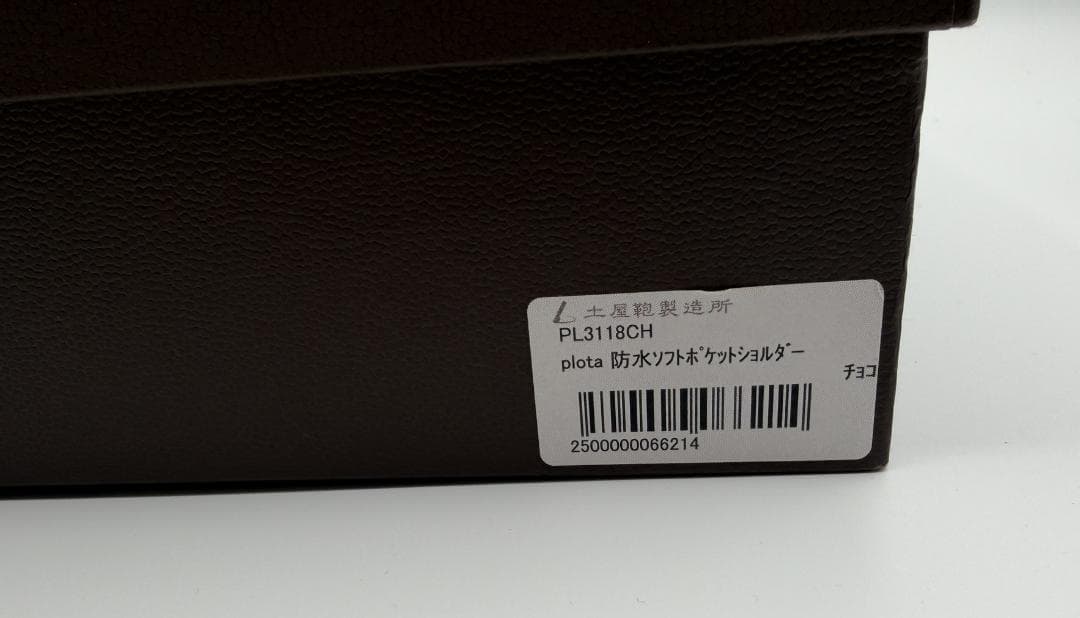 土屋鞄製造所
PL3118CH
plota 防水ｿﾌﾄﾎﾟｹｯﾄｼｮﾙﾀﾞｰ
ﾁｮｺ
2500000066214